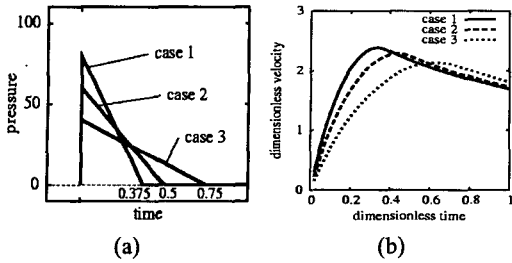 100
50
0
pressure
case 1
case 2
case 3
0.375 0.5 0.75
time
(a)
case 1
case 2
case 3
3
2
1
0
dimensionless velocity
0 0.2 0.4 0.6 0.8 1
dimensionless time
(b)